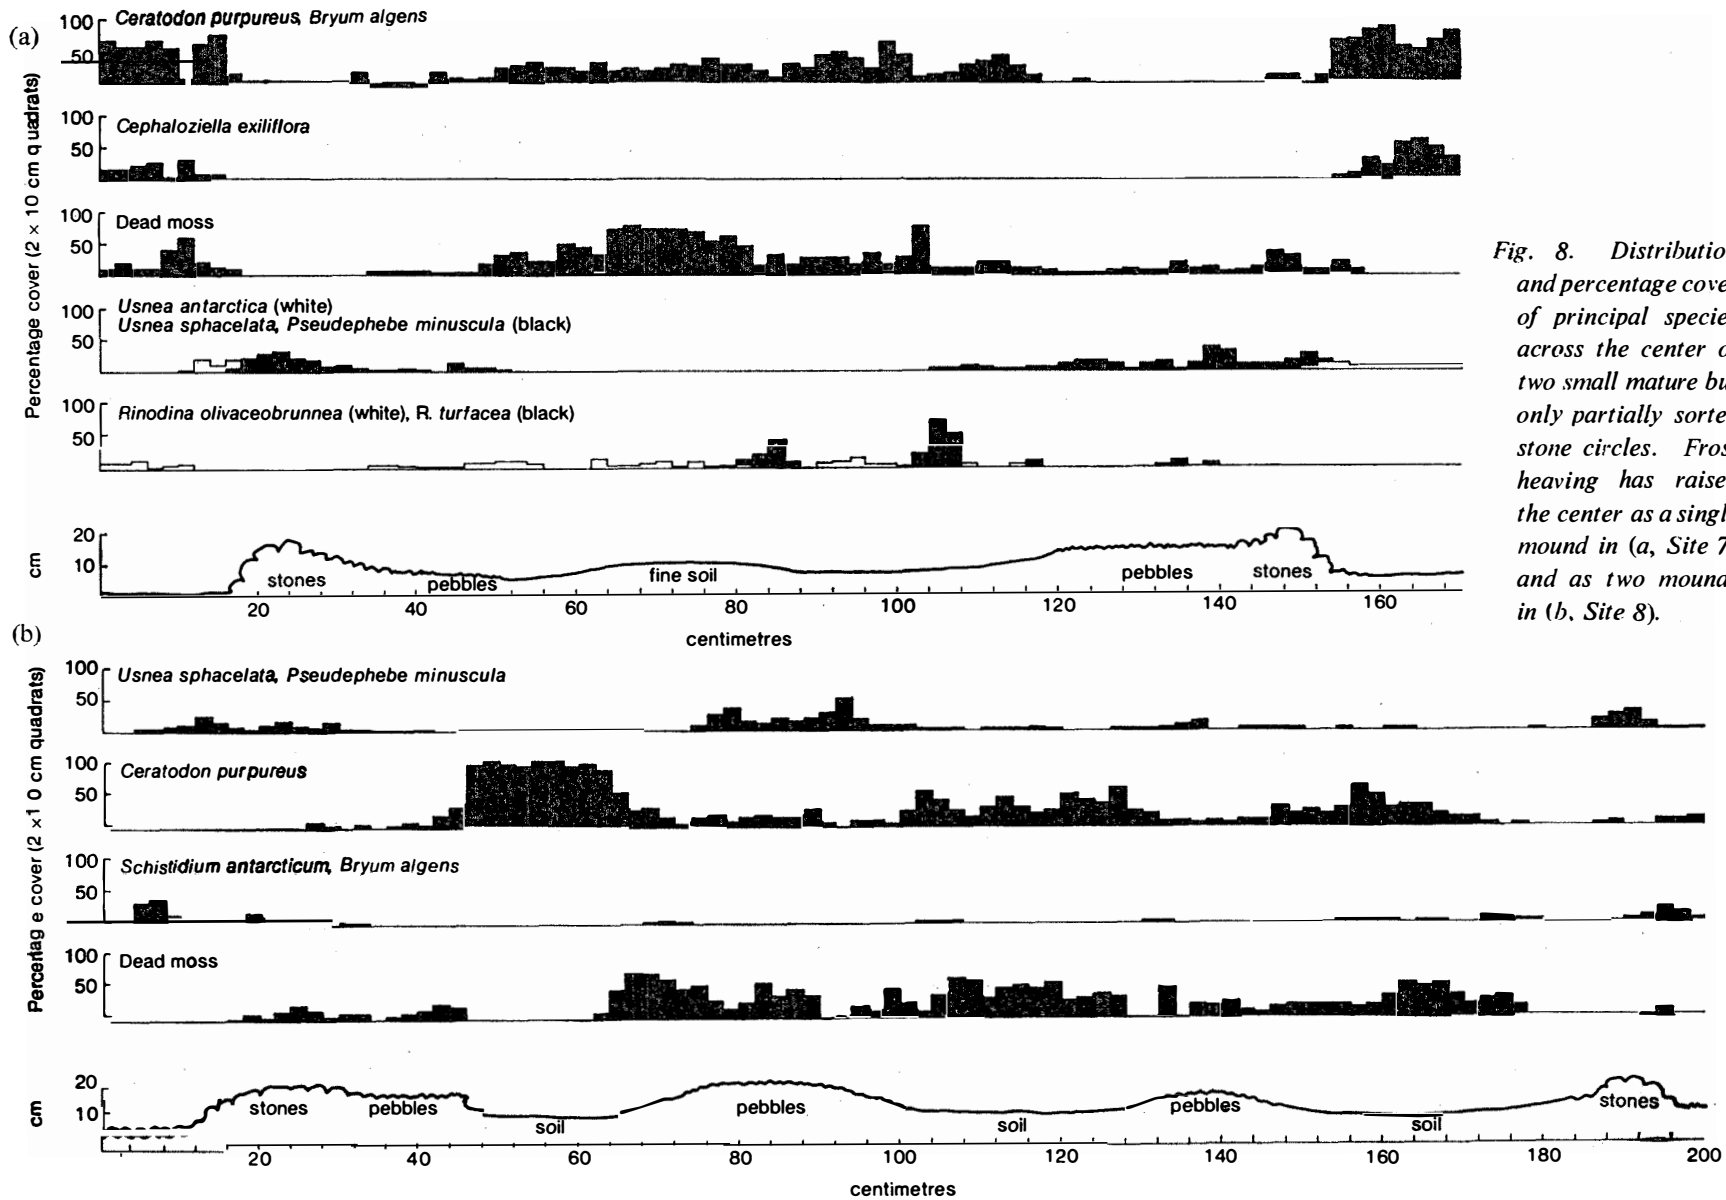 (a)
Percentage cover (2 × 10 cm quadrats)
100
50
Ceratodon purpureus, Bryum algens
100
50
Cephaloziella exiliflora
100
50
Dead moss
100
50
Usnea antarctica (white)
Usnea sphacelata, Pseudephebe minuscula (black)
100
50
Rinodina olivaceobrunnea (white), R. turfacea (black)
cm
20
10
stones
pebbles
fine soil
pebbles
stones
20 40 60 80 100 120 140 160
centimetres
Fig. 8. Distributio
and percentage cove
of principal specie
across the center o
two small mature bu
only partially sorte
stone circles. Fros
heaving has raise
the center as a singl
mound in (a, Site 7
and as two mound
in (b, Site 8).
(b)
Percentag e cover (2 × 1 0 cm quadrats)
100
50
Usnea sphacelata, Pseudephebe minuscula
100
50
Ceratodon purpureus
100
50
Schistidium antarcticum, Bryum algens
100
50
Dead moss
cm
20
10
stones
pebbles
soil
pebbles
soil
pebbles
soil
stones
20 40 60 80 100 120 140 160 180 200
centimetres